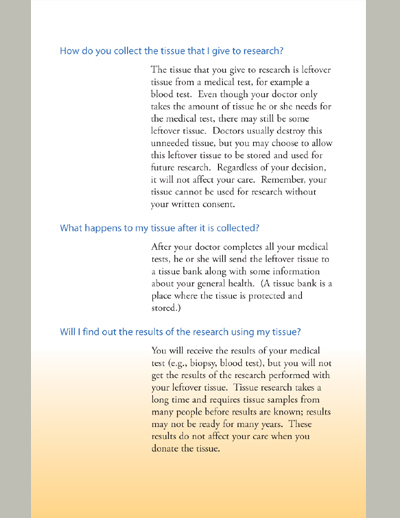 How do you collect the tissue that I give to research?
The tissue that you give to research is leftover
tissue from a medical test, for example a
blood test.  Even though your doctor only
takes the amount of tissue he or she needs for
the medical test, there may still be some
leftover tissue.  Doctors usually destroy this
unneeded tissue, but you may choose to allow
this leftover tissue to be stored and used for
future research.  Regardless of your decision,
it will not affect your care.  Remember, your
tissue cannot be used for research without
your written consent.
What happens to my tissue after it is collected?
After your doctor completes all your medical
tests, he or she will send the leftover tissue to
a tissue bank along with some information
about your general health.  (A tissue bank is a
place where the tissue is protected and
stored.)
Will I find out the results of the research using my tissue?
You will receive the results of your medical
test (e.g., biopsy, blood test), but you will not
get the results of the research performed with
your leftover tissue.  Tissue research takes a
long time and requires tissue samples from
many people before results are known; results
may not be ready for many years.  These
results do not affect your care when you
donate the tissue.